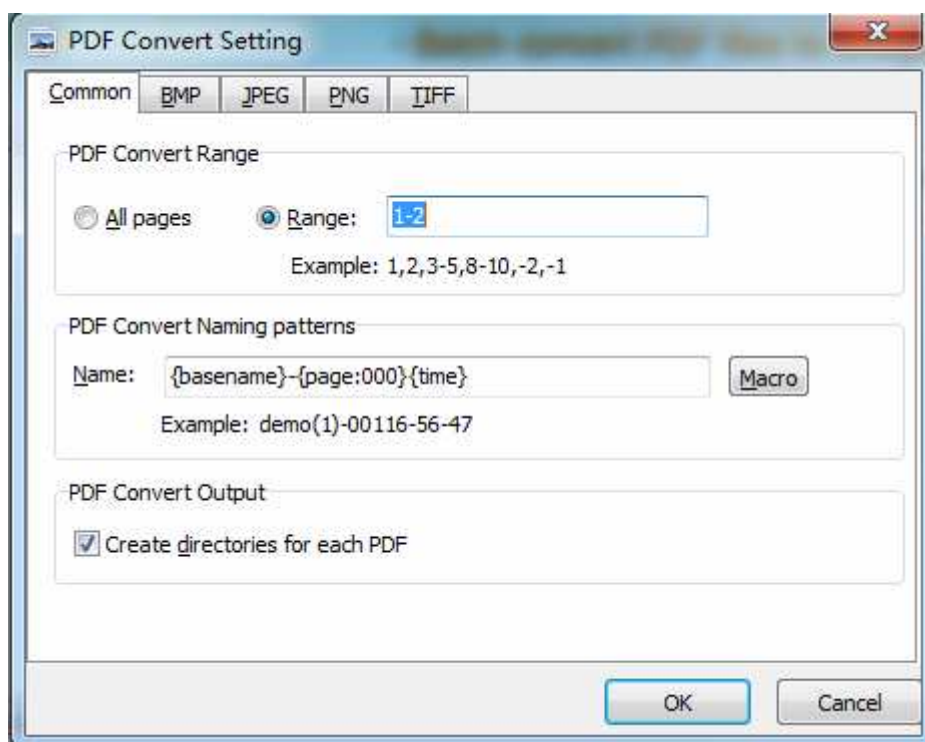 PDF Convert Setting
Common BMP JPEG PNG TIFF
PDF Convert Range
All pages Range: 1-2
Example: 1,2,3-5,8-10,-2,-1
PDF Convert Naming patterns
Name: {basename}-{page:000}{time} Macro
Example: demo(1)-00116-56-47
PDF Convert Output
Create directories for each PDF
OK Cancel